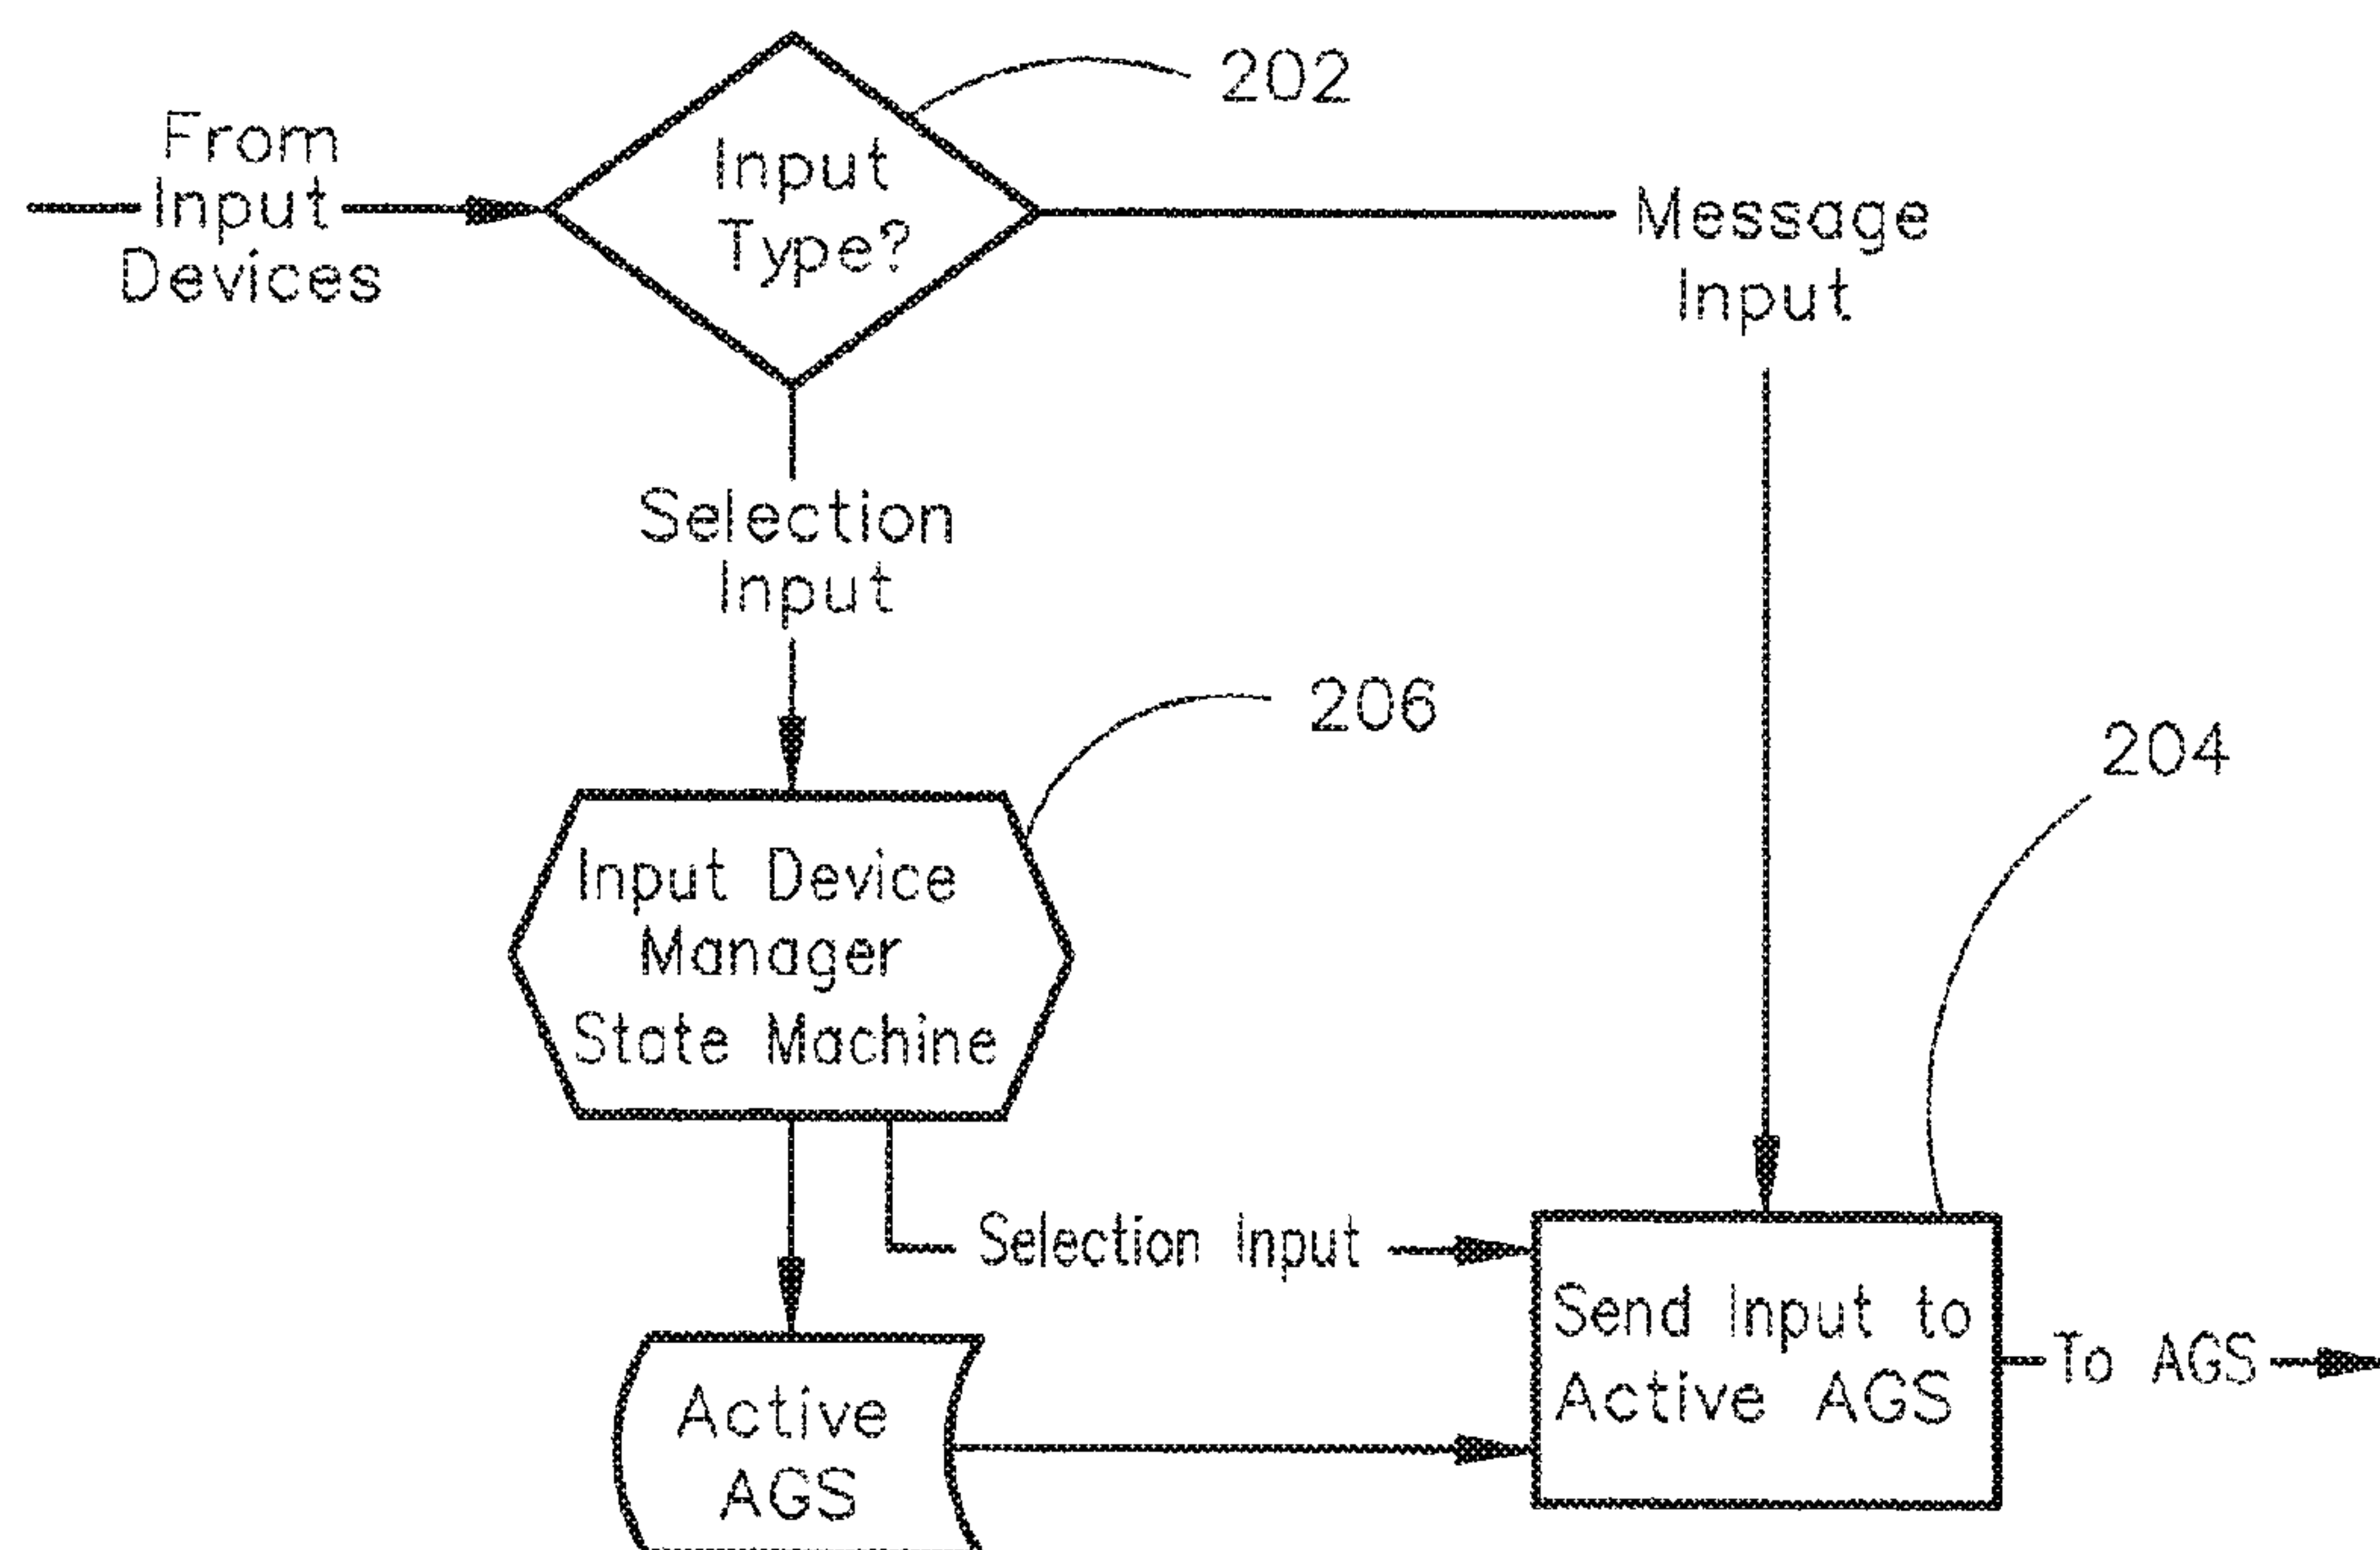 202
From
Input
Devices
Input
Type?
Message
Input
Selection
Input
206
204
Input Device
Manager
State Machine
Selection Input
Send Input to
Active AGS
To AGS
Active
AGS